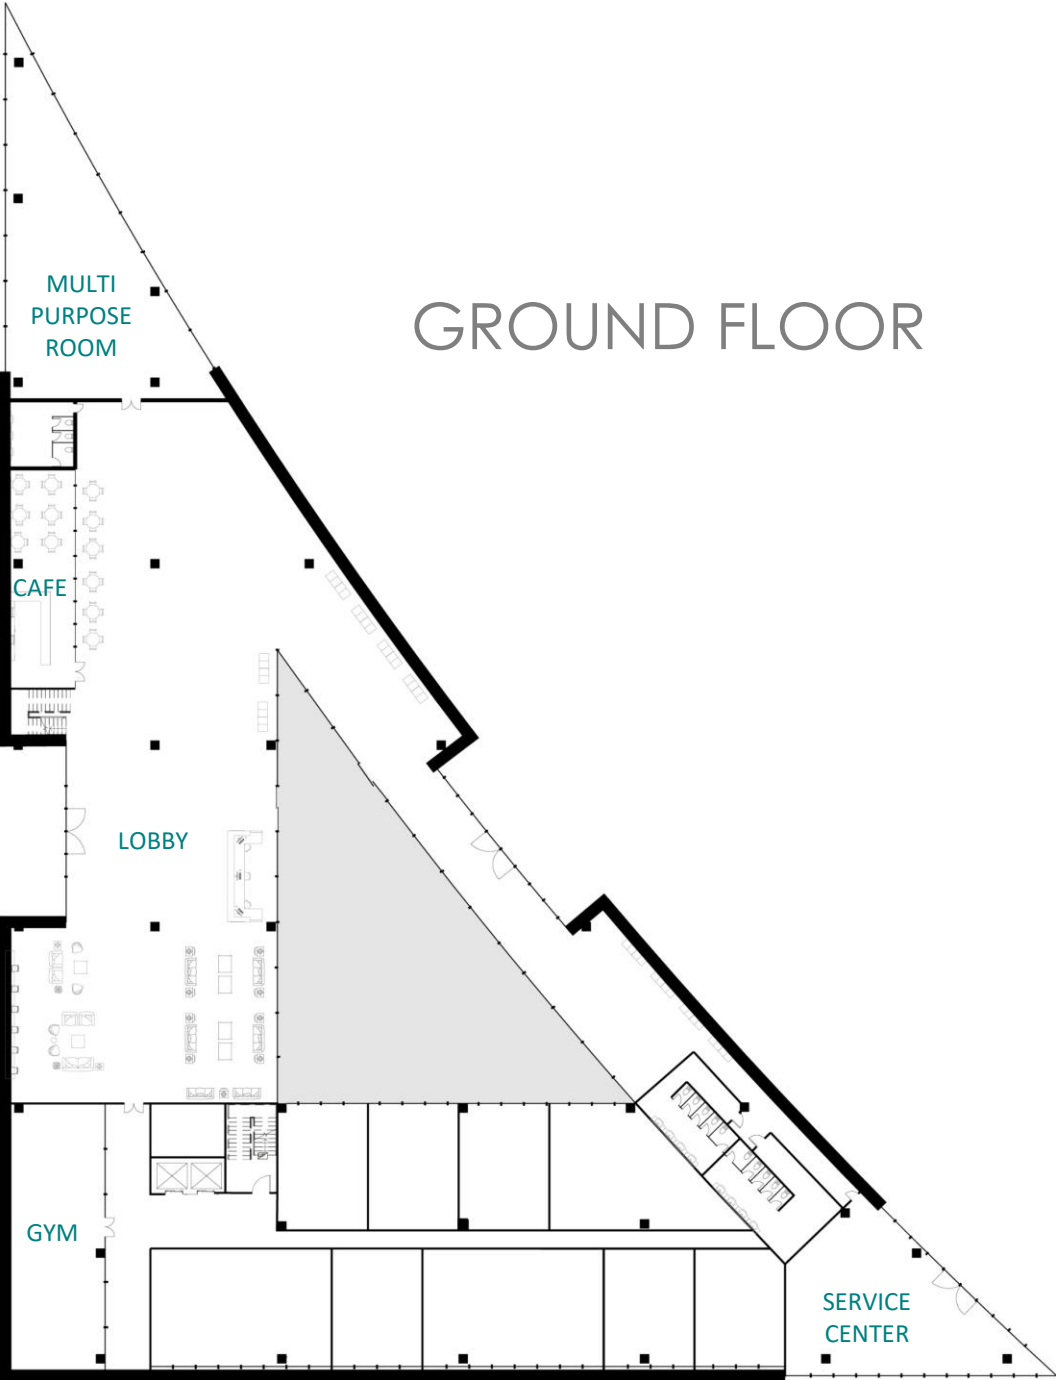 MULTI
PURPOSE
ROOM
GROUND FLOOR
CAFE
LOBBY
GYM
SERVICE
CENTER